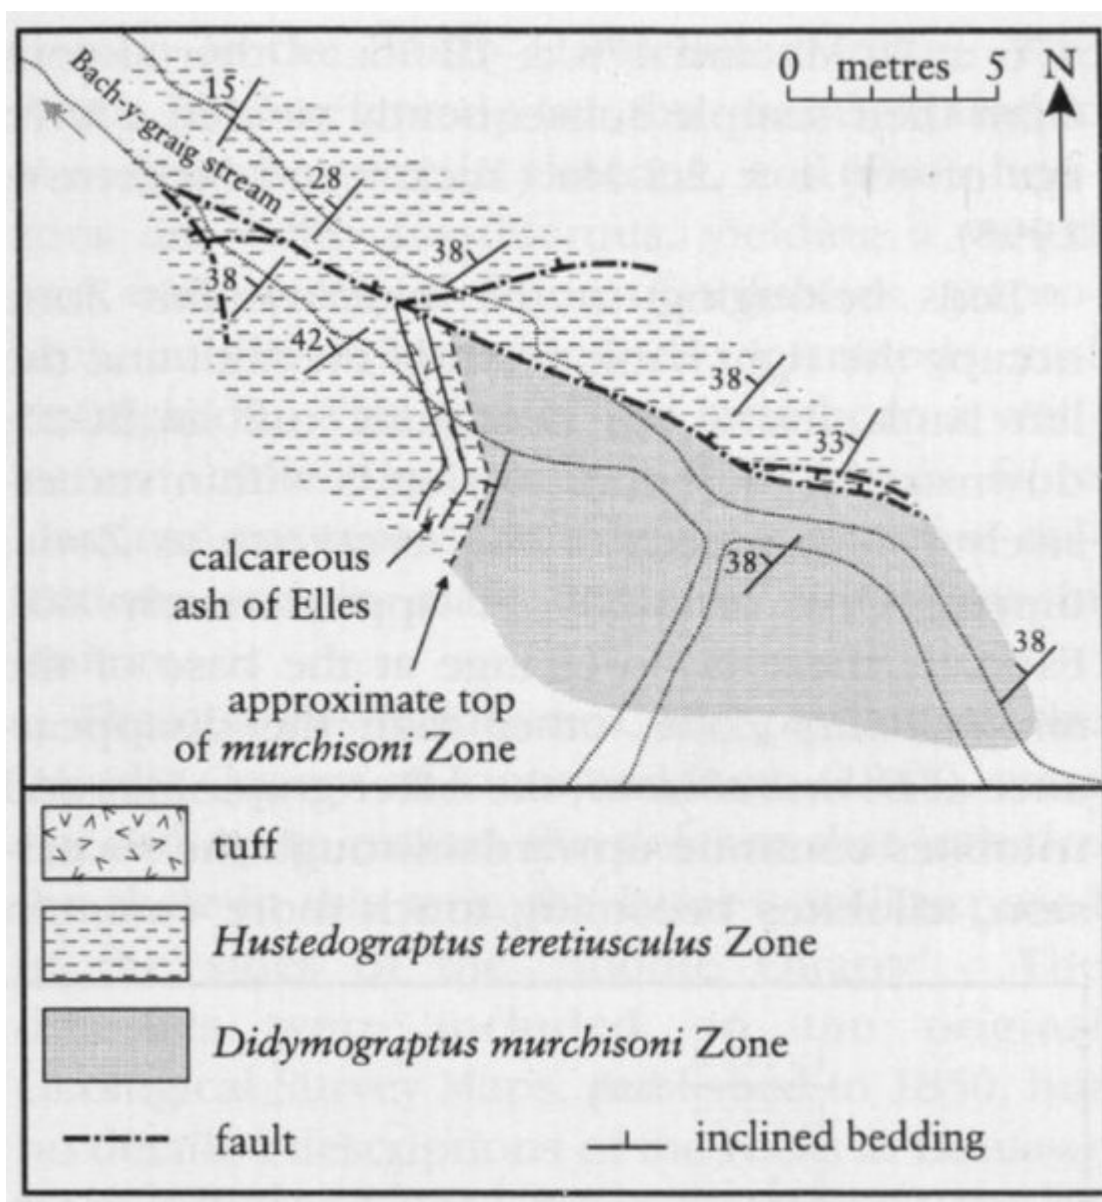 0 metres 5 N
Bach-y-graig stream
15
28
38
38
42
38
33
38
38
calcareous
ash of Elles
approximate top
of murchisoni Zone
tuff
Hustedograptus teretiusculus Zone
Didymograptus murchisoni Zone
fault
inclined bedding